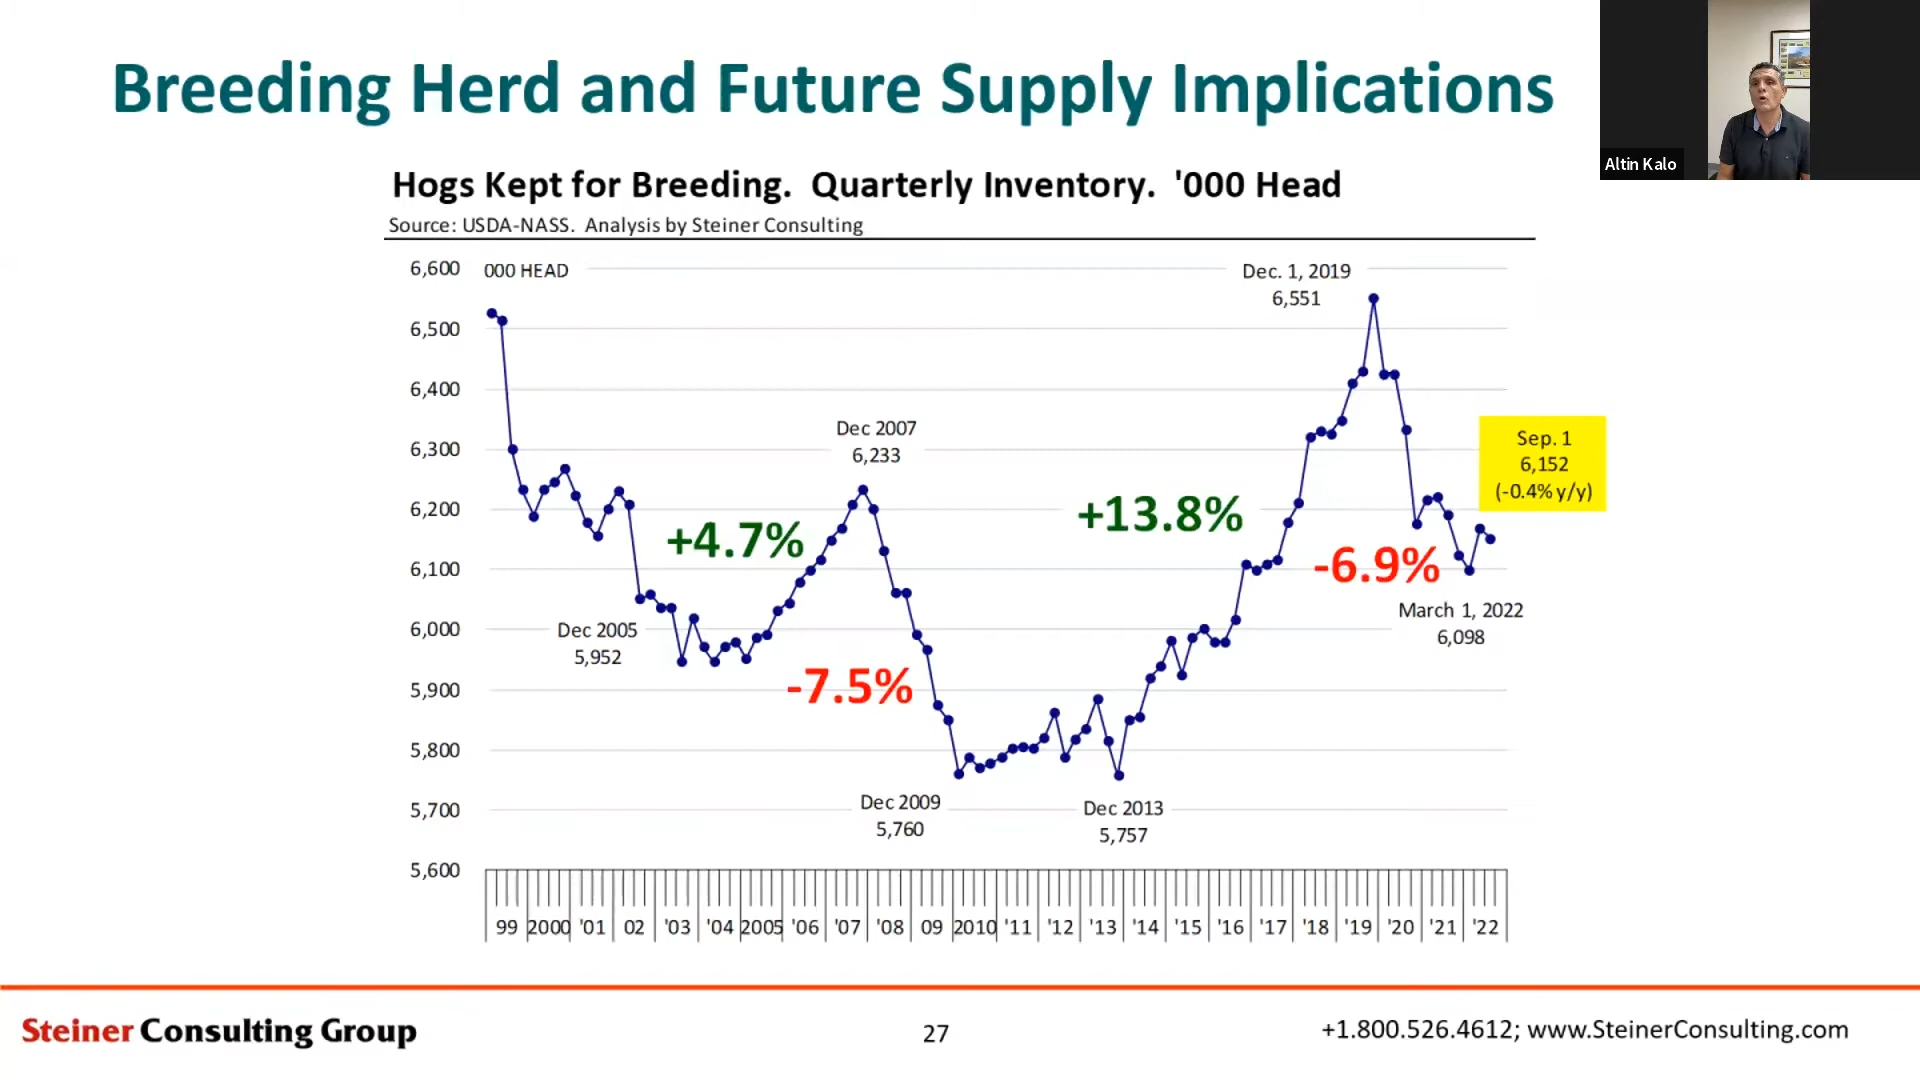 Breeding Herd and Future Supply Implications
Altin Kalo
Hogs Kept for Breeding.  Quarterly Inventory.  '000 Head
Source: USDA-NASS.  Analysis by Steiner Consulting
6,600
6,500
6,400
6,300
6,200
6,100
6,000
5,900
5,800
5,700
5,600
000 HEAD
Dec. 1, 2019
6,551
Dec 2007
6,233
Sep. 1
6,152
(-0.4% y/y)
+4.7%
+13.8%
-6.9%
March 1, 2022
6,098
Dec 2005
5,952
-7.5%
Dec 2009
5,760
Dec 2013
5,757
99 2000 '01 02 '03 '04 2005 '06 '07 '08 09 2010 '11 '12 '13 '14 '15 '16 '17 '18 '19 '20 '21 '22
Steiner Consulting Group
27
+1.800.526.4612; www.SteinerConsulting.com